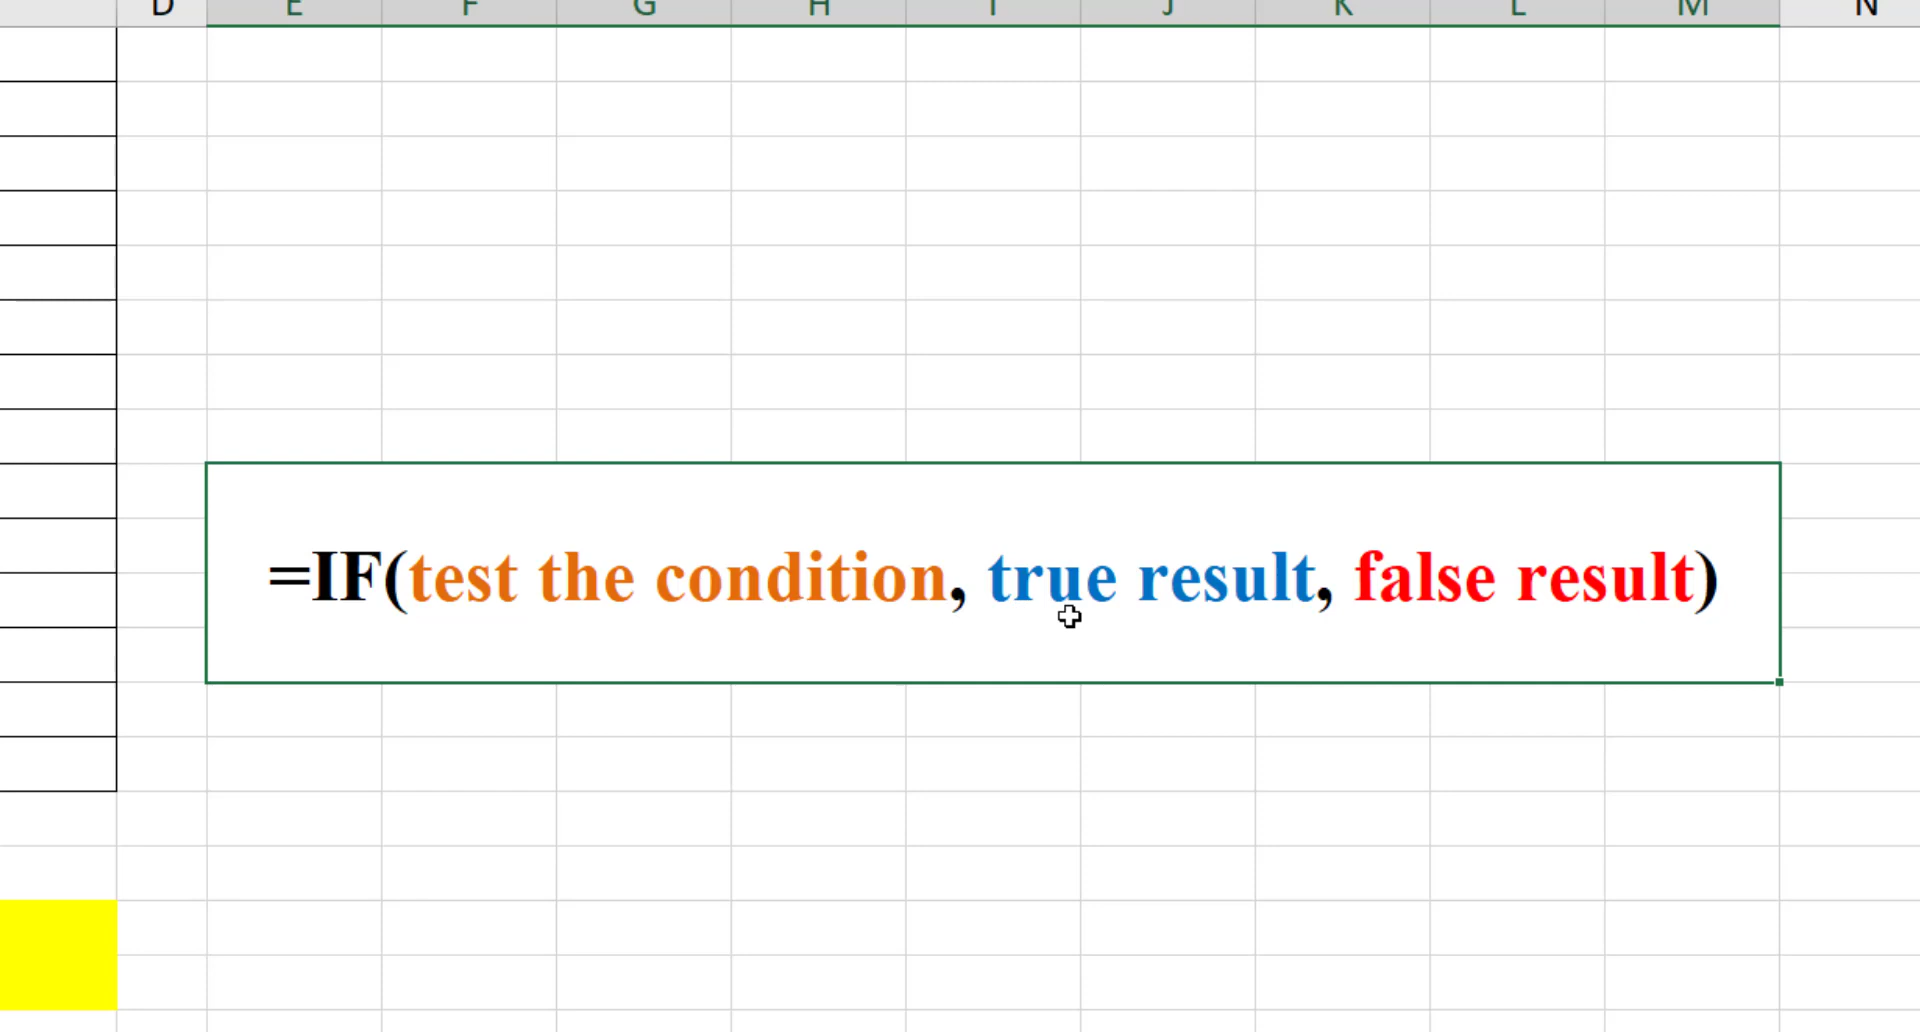 D E F G H I J K L M N
=IF(test the condition, true result, false result)